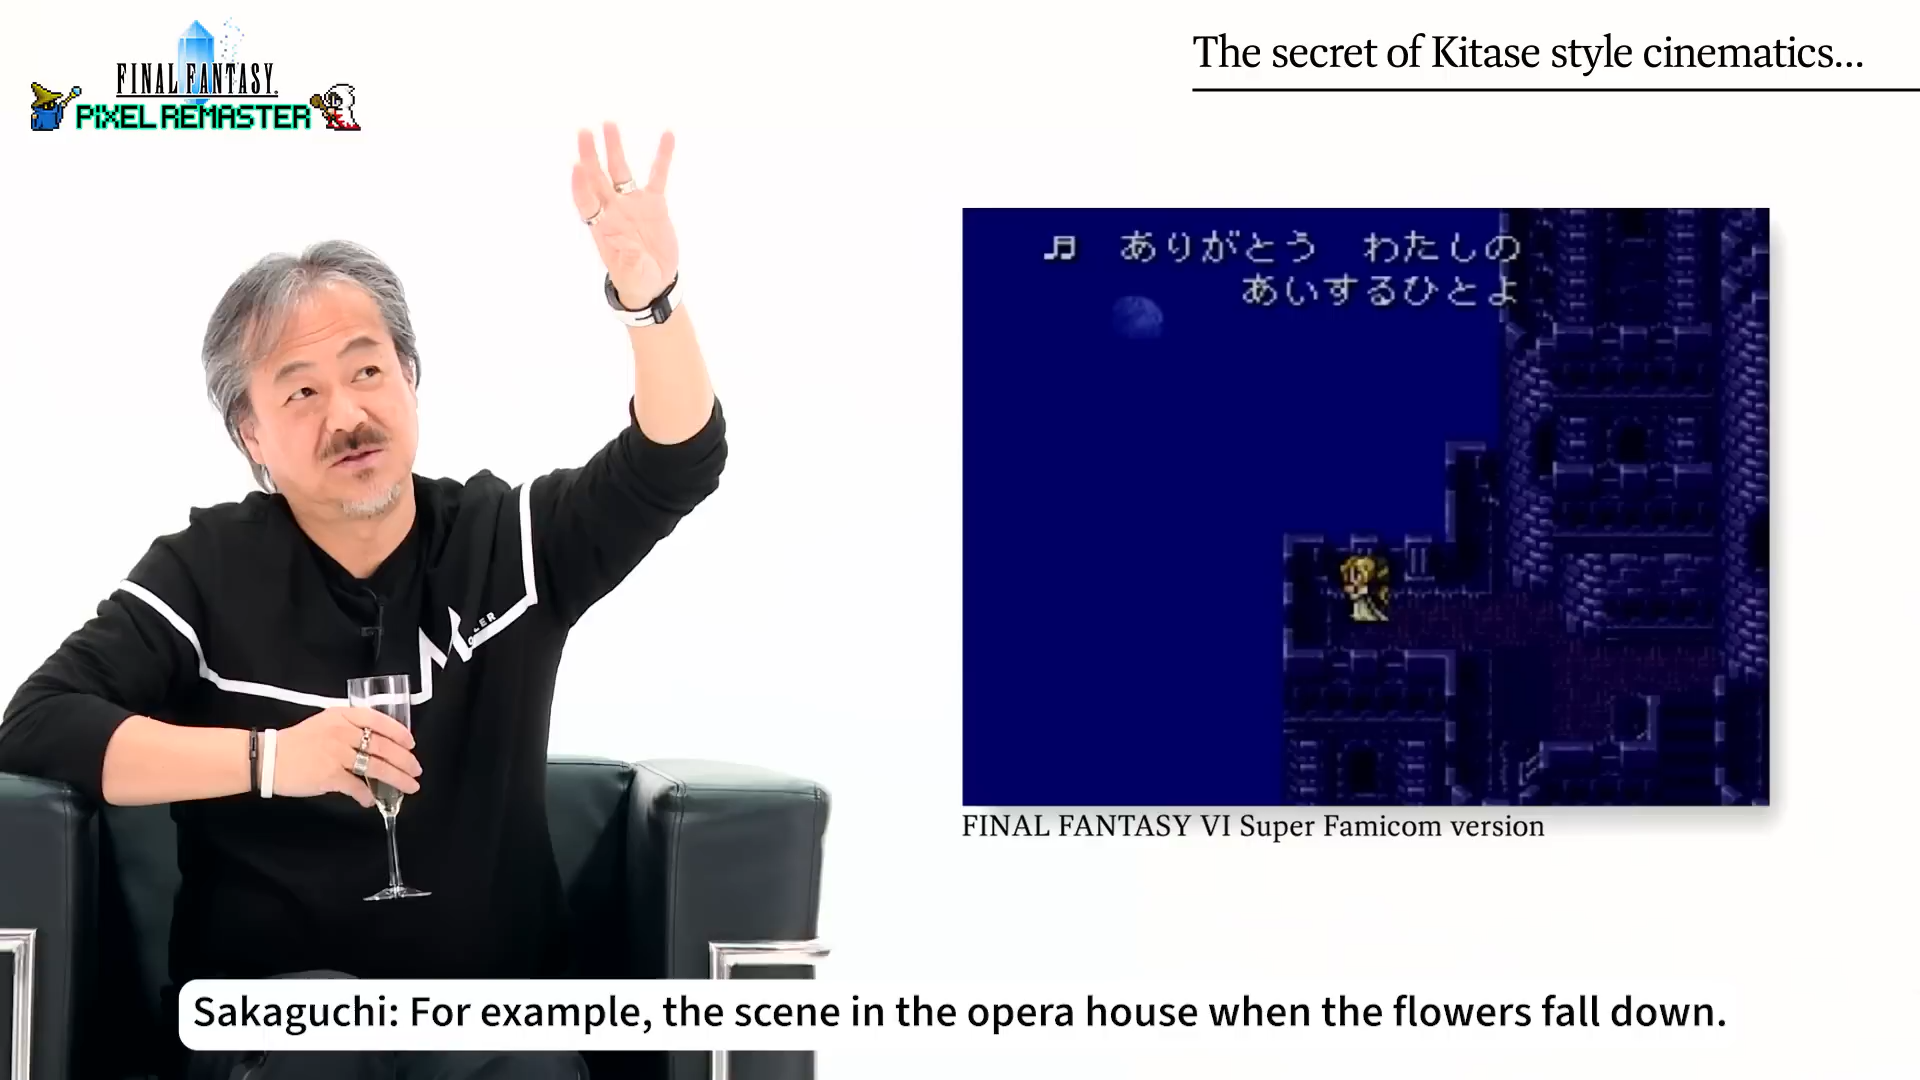 The secret of Kitase style cinematics...
FINAL FANTASY
PIXEL REMASTER
♬ ありがとう わたしの
あいするひとよ
FINAL FANTASY VI Super Famicom version
Sakaguchi: For example, the scene in the opera house when the flowers fall down.